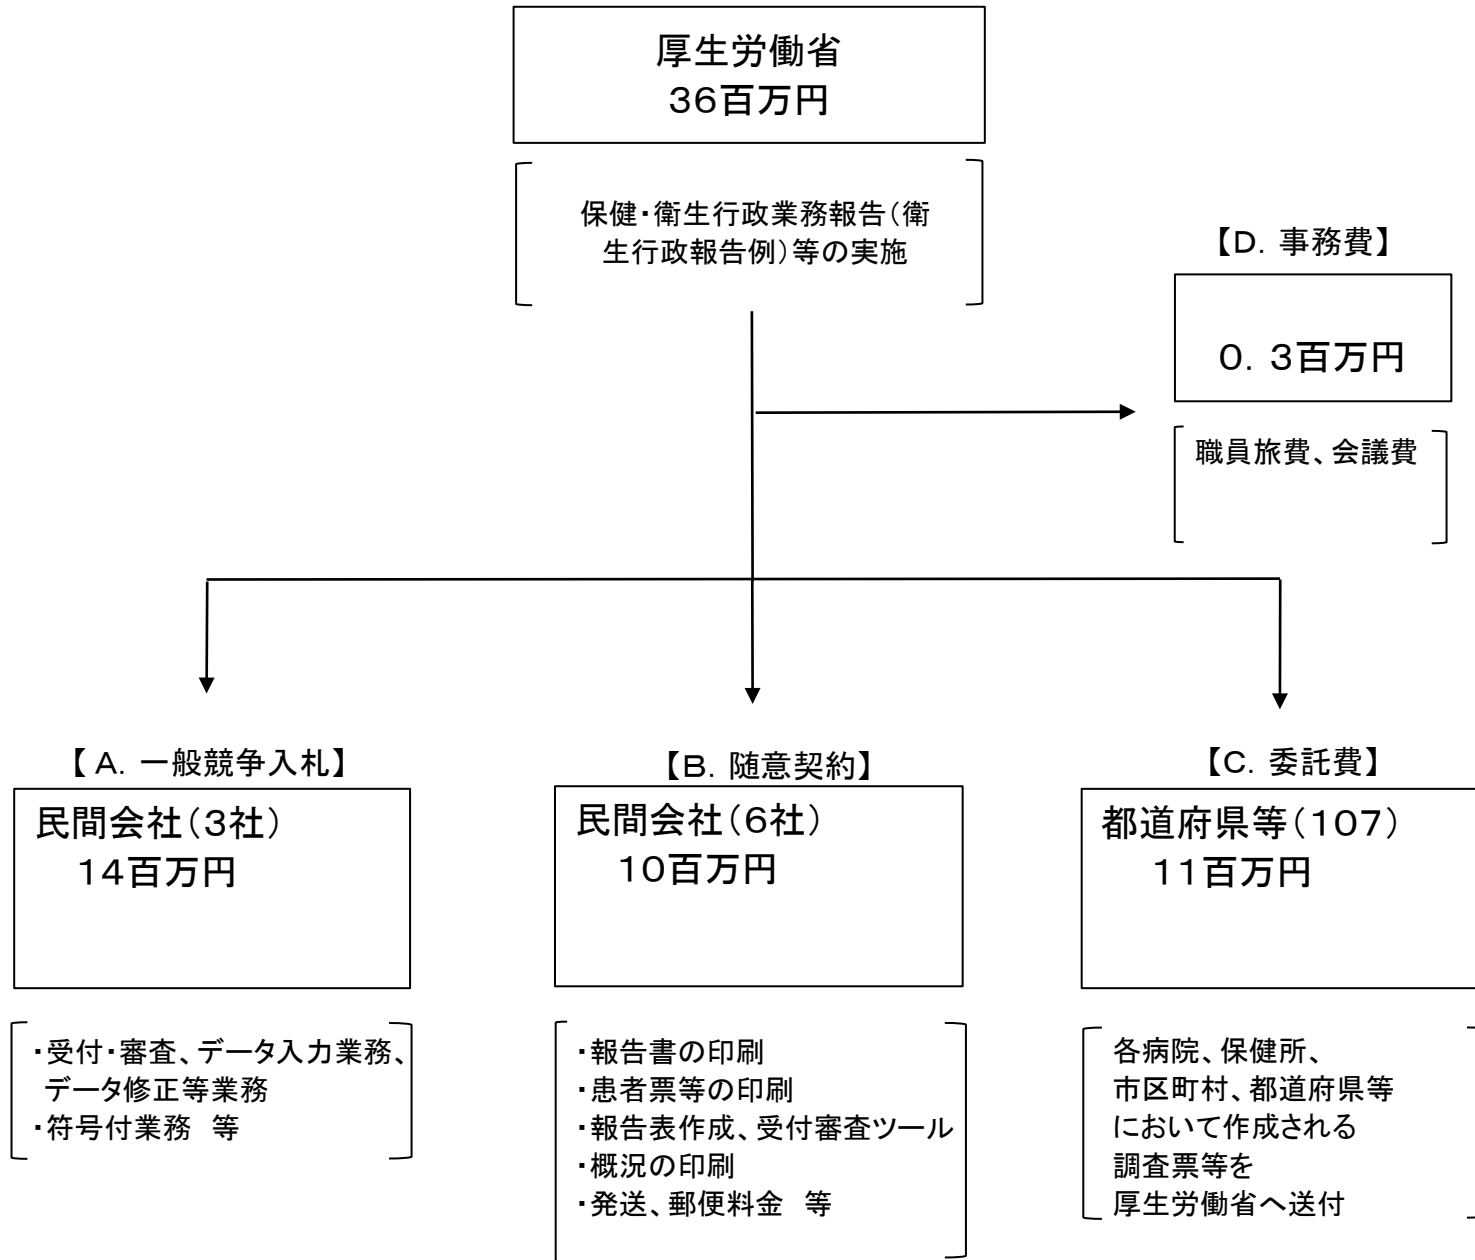 厚生労働省
36百万円
保健・衛生行政業務報告(衛
生行政報告例)等の実施
【D. 事務費】
0. 3百万円
職員旅費、会議費
【 A. 一般競争入札】
民間会社(3社)
14百万円
・受付・審査、データ入力業務、
データ修正等業務
・符号付業務 等
【B. 随意契約】
民間会社(6社)
10百万円
・報告書の印刷
・患者票等の印刷
・報告表作成、受付審査ツール
・概況の印刷
・発送、郵便料金 等
【C. 委託費】
都道府県等(107)
11百万円
各病院、保健所、
市区町村、都道府県等
において作成される
調査票等を
厚生労働省へ送付